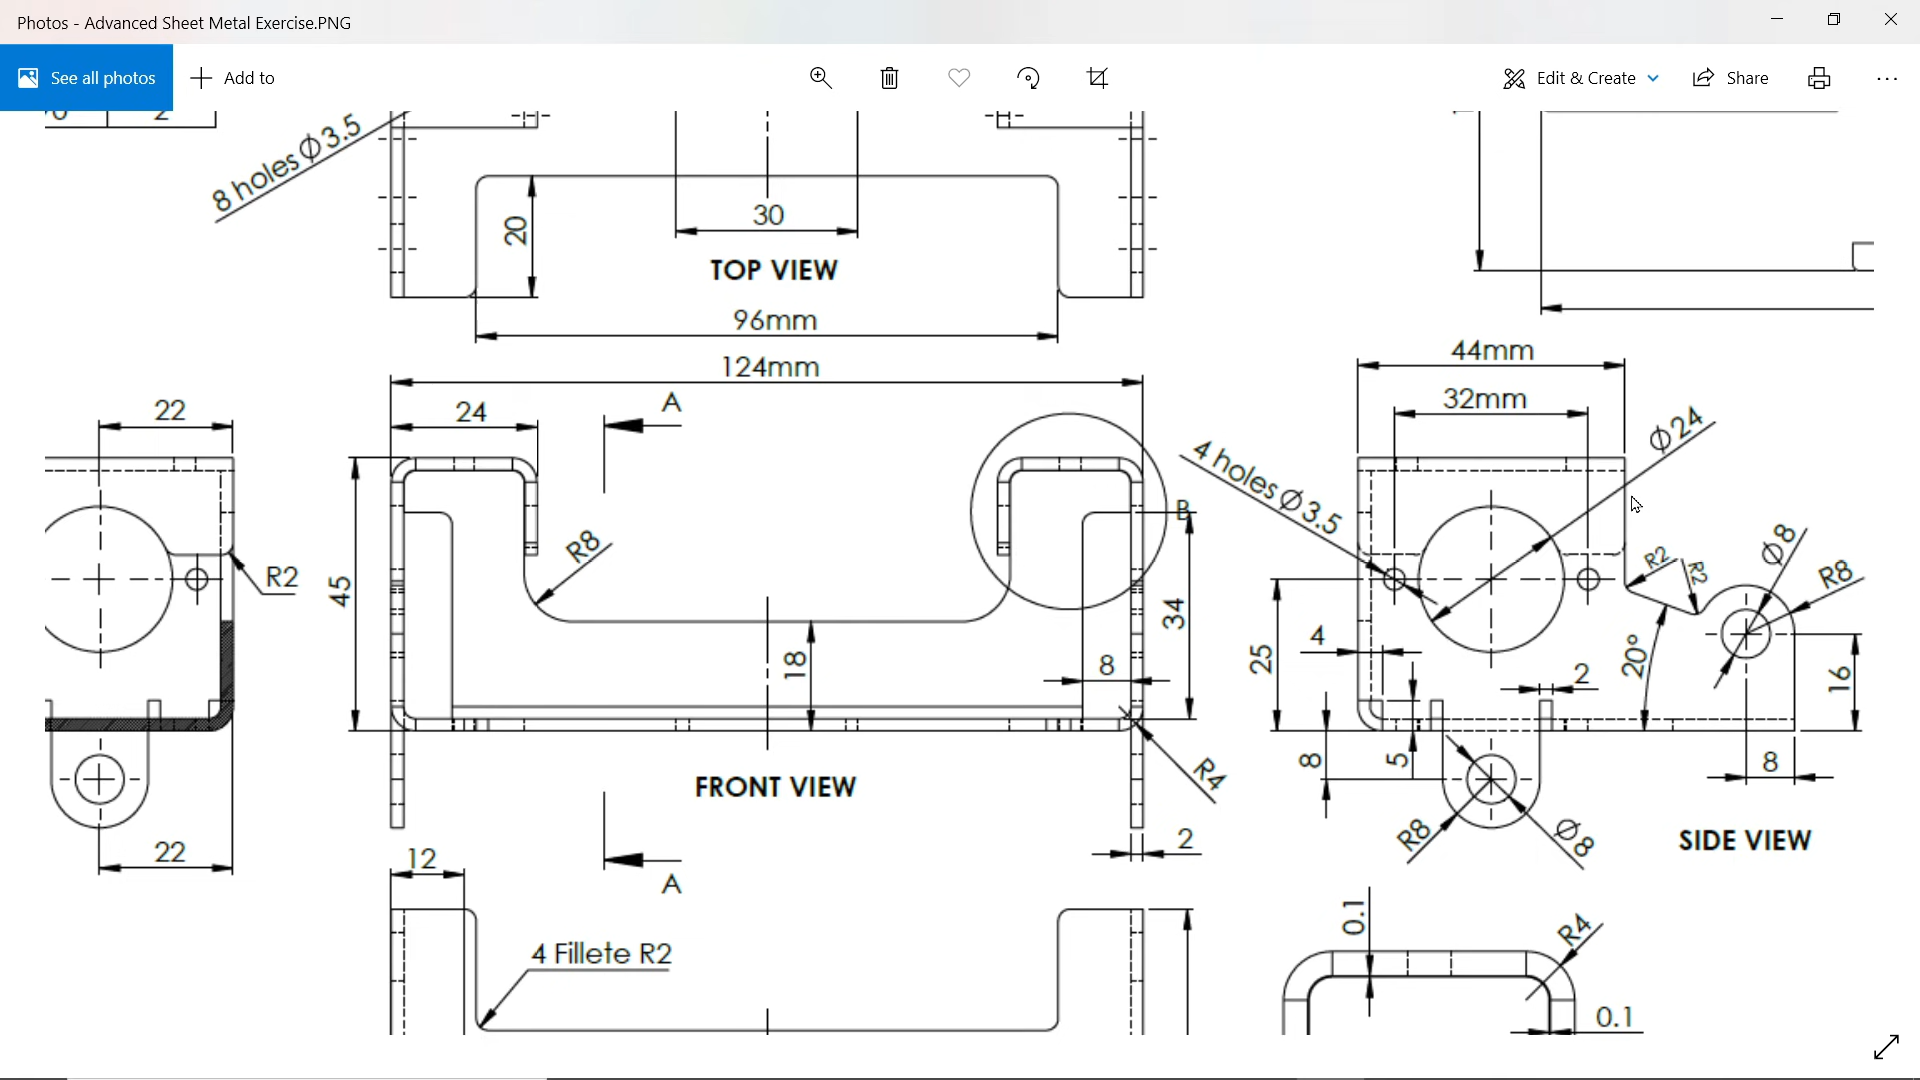 Photos - Advanced Sheet Metal Exercise.PNG
See all photos
Add to
Edit & Create
Share
8 holes Ø3.5
20
30
TOP VIEW
96mm
124mm
44mm
32mm
22
24
A
Ø24
4 holes Ø3.5
B
R8
R2
45
34
18
8
25
4
2
20°
R2
R2
Ø8
R8
16
8
5
8
R4
FRONT VIEW
R8
Ø8
SIDE VIEW
22
12
A
2
4 Fillete R2
0.1
R4
0.1